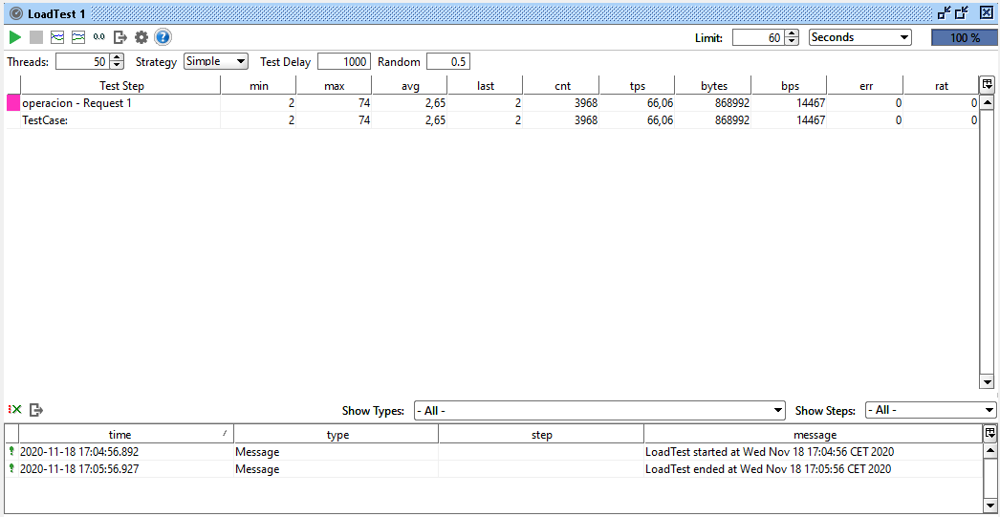 LoadTest 1
0.0 ? Limit: 60 Seconds 100 %
Threads: 50 Strategy Simple Test Delay 1000 Random 0.5
Test Step min max avg last cnt tps bytes bps err rat
operacion - Request 1 2 74 2,65 2 3968 66,06 868992 14467 0 0
TestCase: 2 74 2,65 2 3968 66,06 868992 14467 0 0
Show Types: - All - Show Steps: - All -
time type step message
2020-11-18 17:04:56.892 Message LoadTest started at Wed Nov 18 17:04:56 CET 2020
2020-11-18 17:05:56.927 Message LoadTest ended at Wed Nov 18 17:05:56 CET 2020